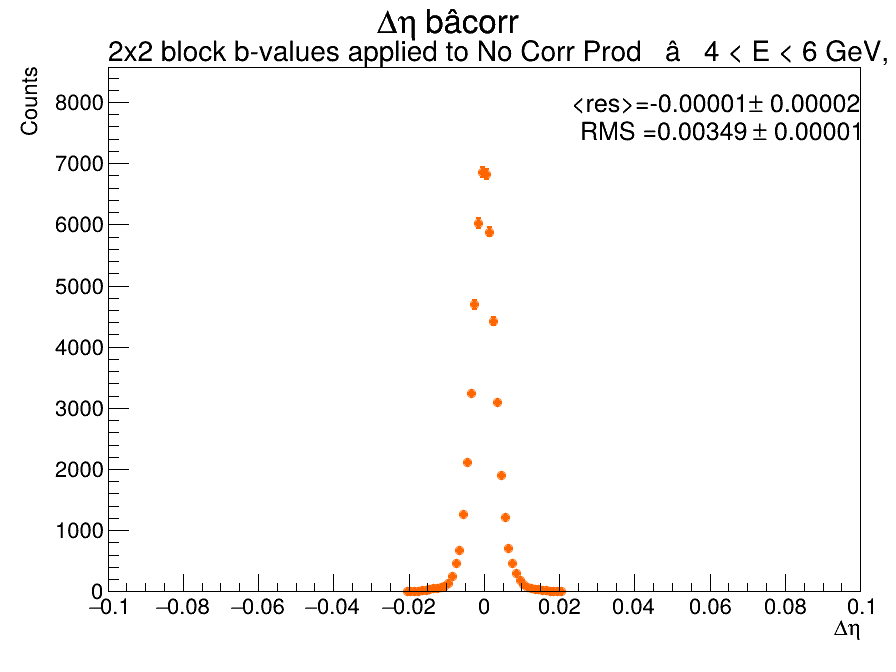 Δη bâcorr
2x2 block b-values applied to No Corr Prod â 4 < E < 6 GeV,
Counts
<res>=-0.00001± 0.00002
RMS =0.00349 ± 0.00001
8000
7000
6000
5000
4000
3000
2000
1000
0
−0.1 −0.08 −0.06 −0.04 −0.02 0 0.02 0.04 0.06 0.08 0.1
Δη